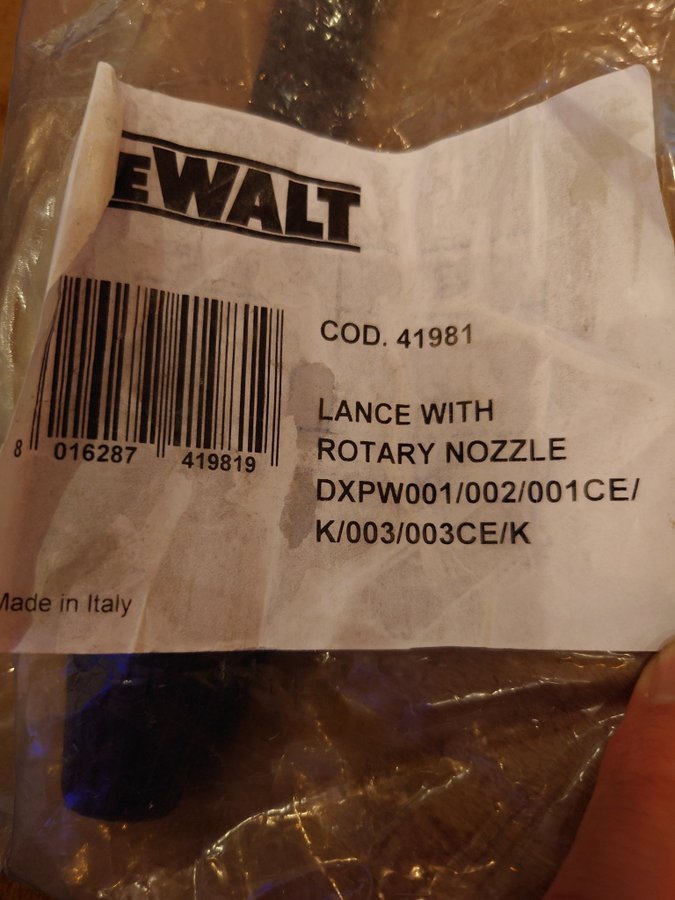 EWALT
COD. 41981
8 016287 419819
LANCE WITH
ROTARY NOZZLE
DXPW001/002/001CE/
K/003/003CE/K
Made in Italy